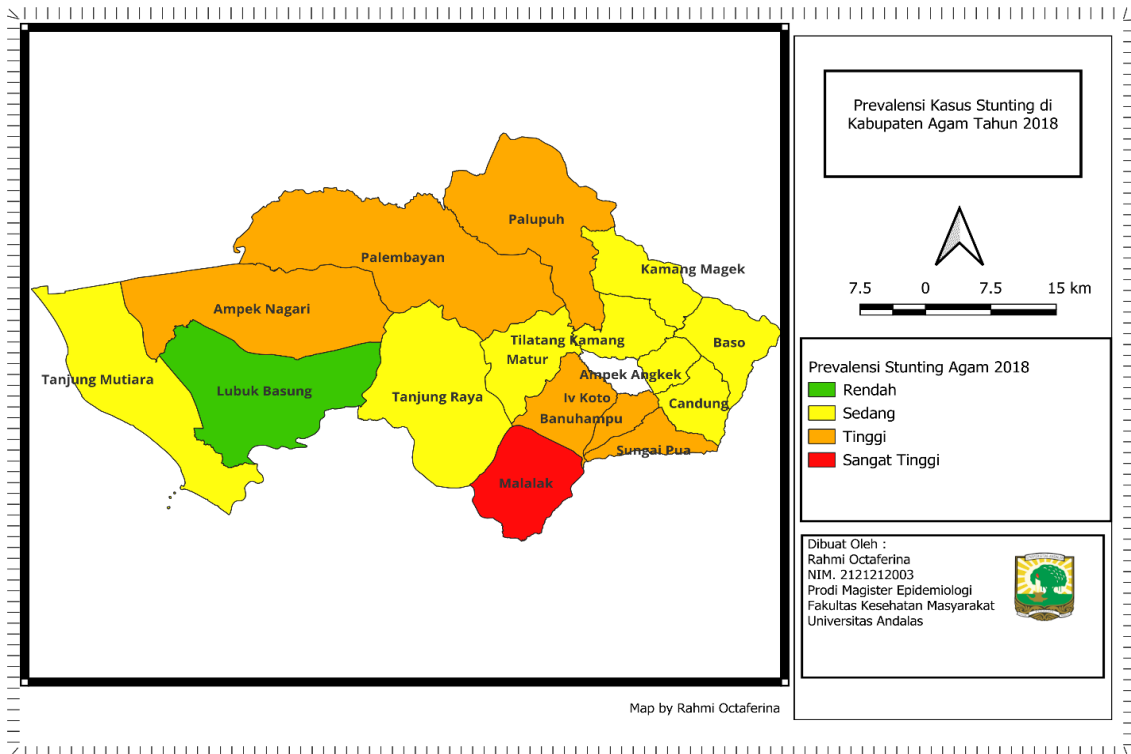 Prevalensi Kasus Stunting di
Kabupaten Agam Tahun 2018
Palupuh
Palembayan
Kamang Magek
Ampek Nagari
Tilatang Kamang
Baso
Matur
Tanjung Mutiara
Ampek Angkek
Lubuk Basung
Tanjung Raya
Iv Koto
Candung
Banuhampu
Sungai Pua
Malalak
7.5 0 7.5 15 km
Prevalensi Stunting Agam 2018
Rendah
Sedang
Tinggi
Sangat Tinggi
Dibuat Oleh :
Rahmi Octaferina
NIM. 2121212003
Prodi Magister Epidemiologi
Fakultas Kesehatan Masyarakat
Universitas Andalas
Map by Rahmi Octaferina